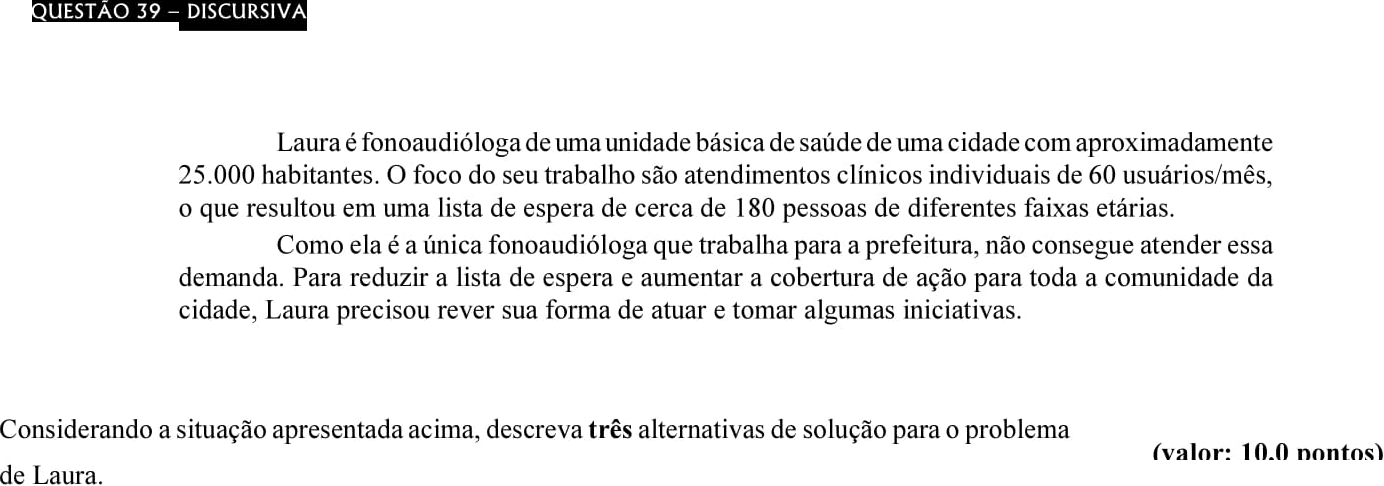 QUESTÃO 39 – DISCURSIVA
Laura é fonoaudióloga de uma unidade básica de saúde de uma cidade com aproximadamente
25.000 habitantes. O foco do seu trabalho são atendimentos clínicos individuais de 60 usuários/mês,
o que resultou em uma lista de espera de cerca de 180 pessoas de diferentes faixas etárias.
Como ela é a única fonoaudióloga que trabalha para a prefeitura, não consegue atender essa
demanda. Para reduzir a lista de espera e aumentar a cobertura de ação para toda a comunidade da
cidade, Laura precisou rever sua forma de atuar e tomar algumas iniciativas.
Considerando a situação apresentada acima, descreva três alternativas de solução para o problema
de Laura.
(valor: 10,0 pontos)